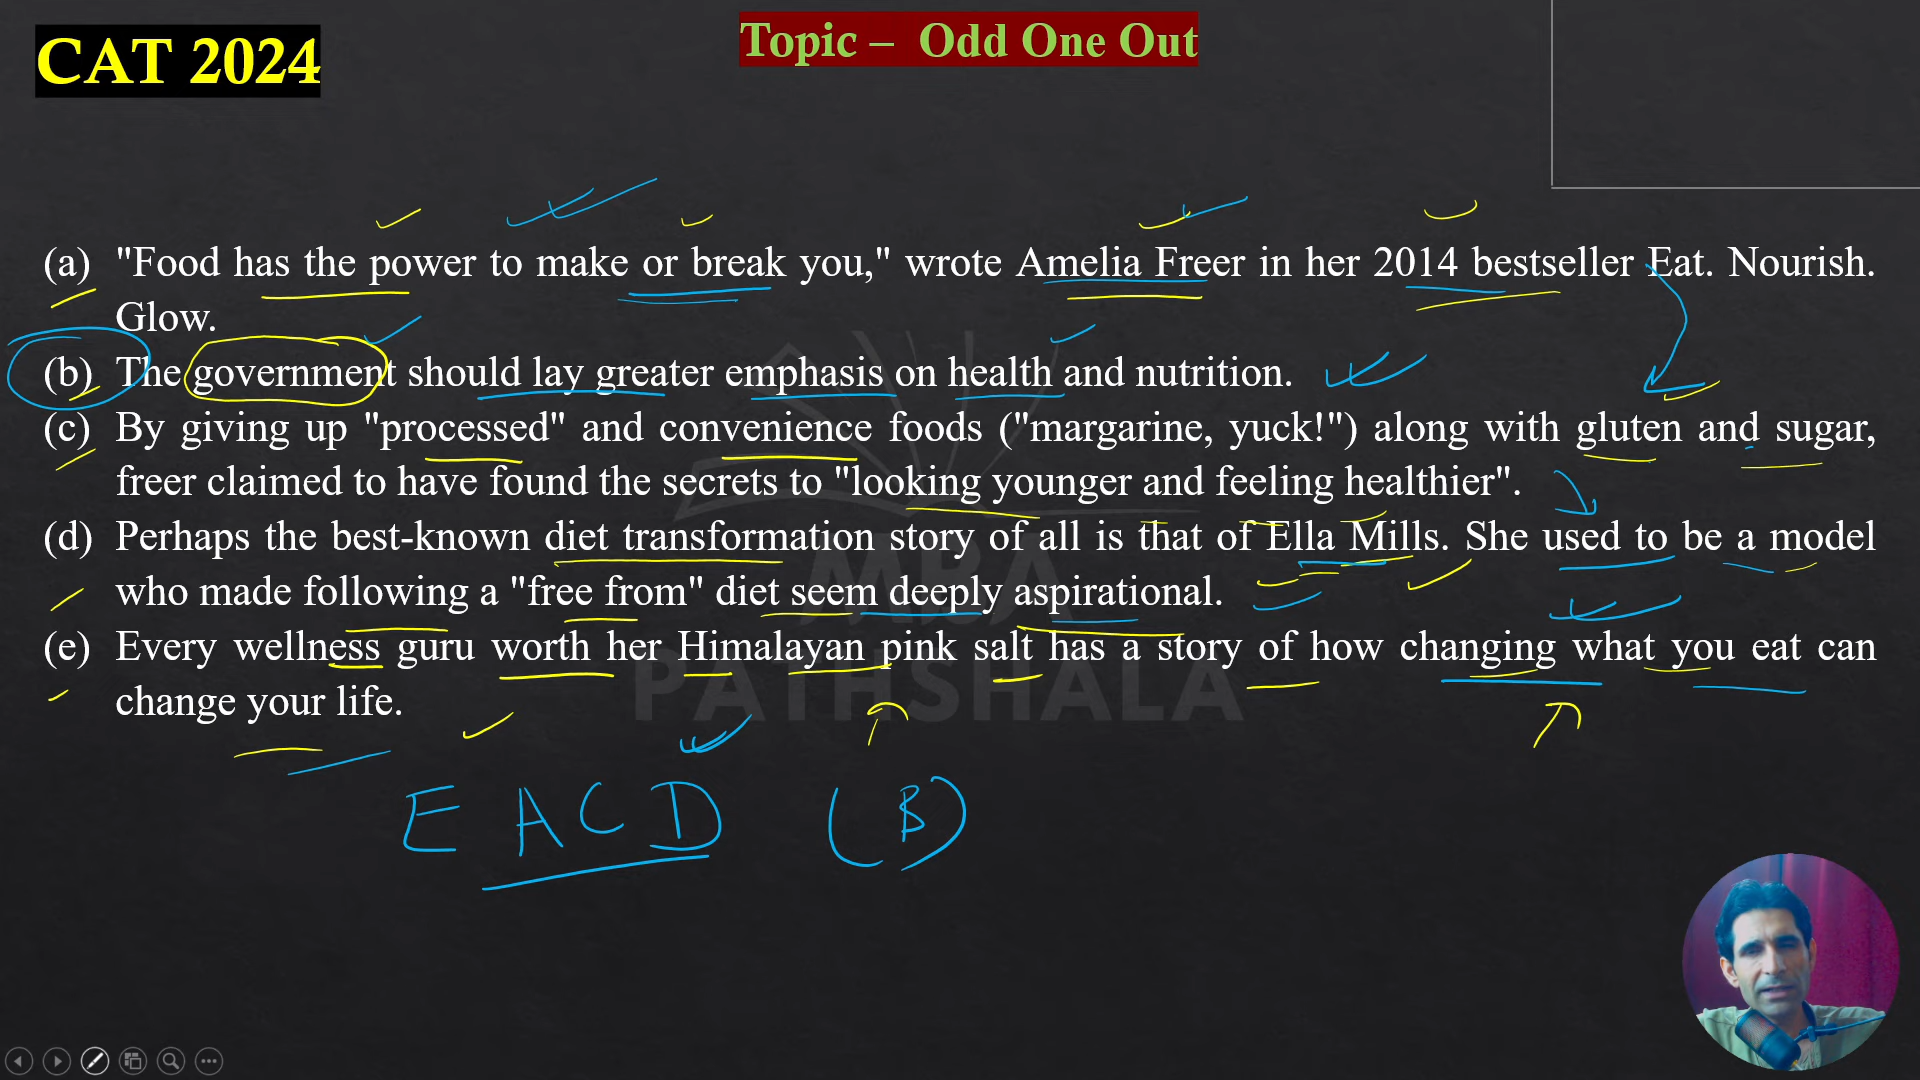 CAT 2024
Topic – Odd One Out
(a) "Food has the power to make or break you," wrote Amelia Freer in her 2014 bestseller Eat. Nourish.
Glow.
(b) The government should lay greater emphasis on health and nutrition.
(c) By giving up "processed" and convenience foods ("margarine, yuck!") along with gluten and sugar,
freer claimed to have found the secrets to "looking younger and feeling healthier".
(d) Perhaps the best-known diet transformation story of all is that of Ella Mills. She used to be a model
who made following a "free from" diet seem deeply aspirational.
(e) Every wellness guru worth her Himalayan pink salt has a story of how changing what you eat can
change your life.
MBA
PATHSHALA
E A C D (B)